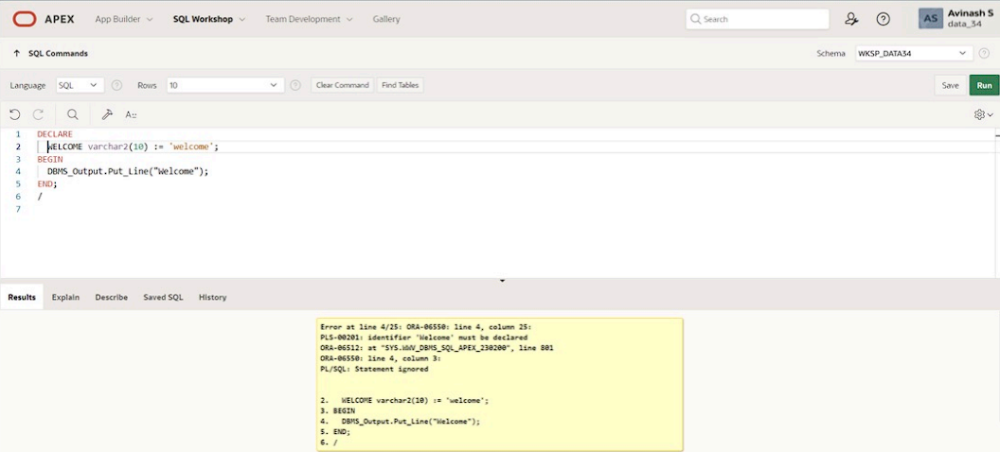 APEX App Builder SQL Workshop Team Development Gallery Search AS Avinash S
data_34
↑ SQL Commands Schema WKSP_DATA34
Language SQL Rows 10 Clear Command Find Tables Save Run
A::
1 DECLARE
2 WELCOME varchar2(10) := 'welcome';
3 BEGIN
4 DBMS_Output.Put_Line("Welcome");
5 END;
6 /
7
Results Explain Describe Saved SQL History
Error at line 4/25: ORA-06550: line 4, column 25:
PLS-00201: identifier 'Welcome' must be declared
ORA-06512: at "SYS.WWV_DBMS_SQL_APEX_230200", line 801
ORA-06550: line 4, column 3:
PL/SQL: Statement ignored
2. WELCOME varchar2(10) := 'welcome';
3. BEGIN
4. DBMS_Output.Put_Line("Welcome");
5. END;
6. /